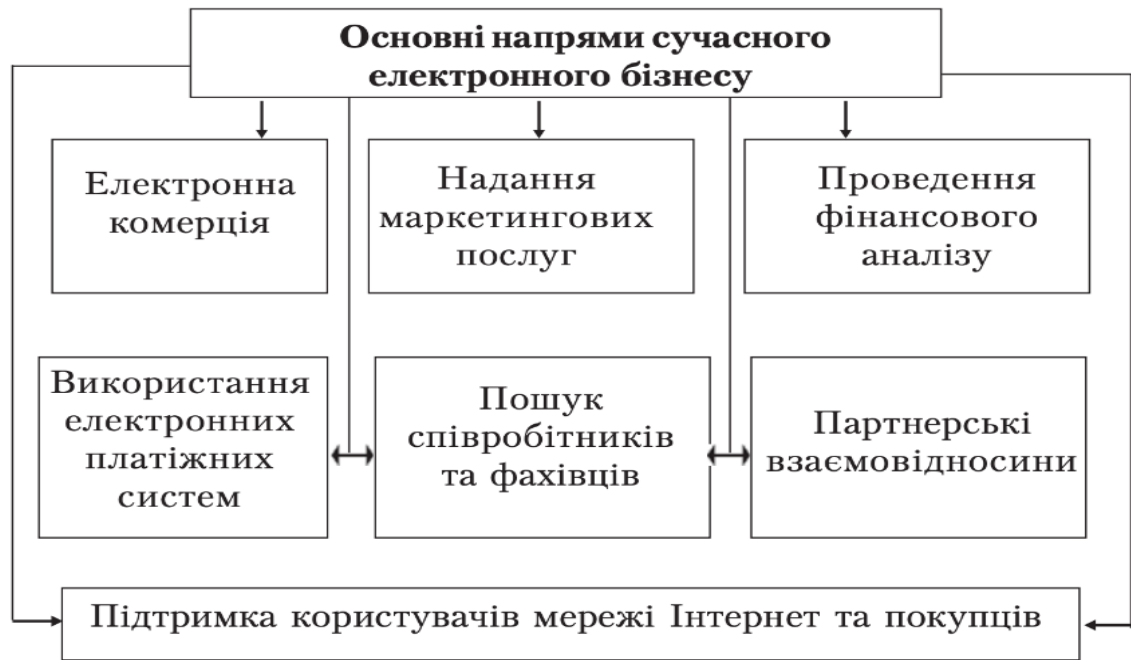 Основні напрями сучасного
електронного бізнесу
Електронна
комерція
Надання
маркетингових
послуг
Проведення
фінансового
аналізу
Використання
електронних
платіжних
систем
Пошук
співробітників
та фахівців
Партнерські
взаємовідносини
Підтримка користувачів мережі Інтернет та покупців